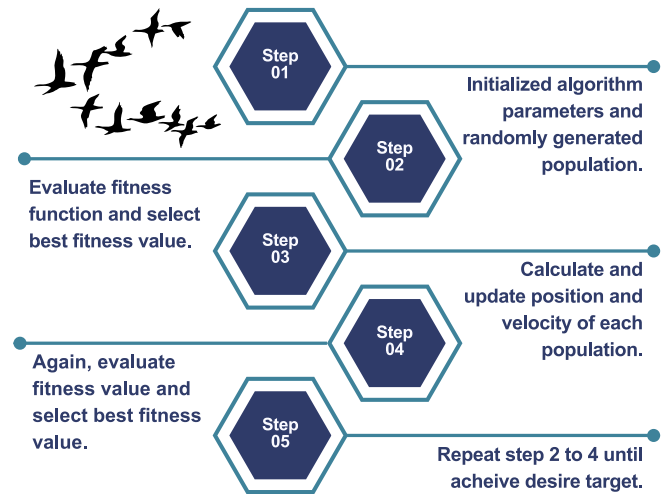 Step
01
Initialized algorithm
parameters and
randomly generated
population.
Step
02
Evaluate fitness
function and select
best fitness value.
Step
03
Calculate and
update position and
velocity of each
population.
Step
04
Again, evaluate
fitness value and
select best fitness
value.
Step
05
Repeat step 2 to 4 until
acheive desire target.